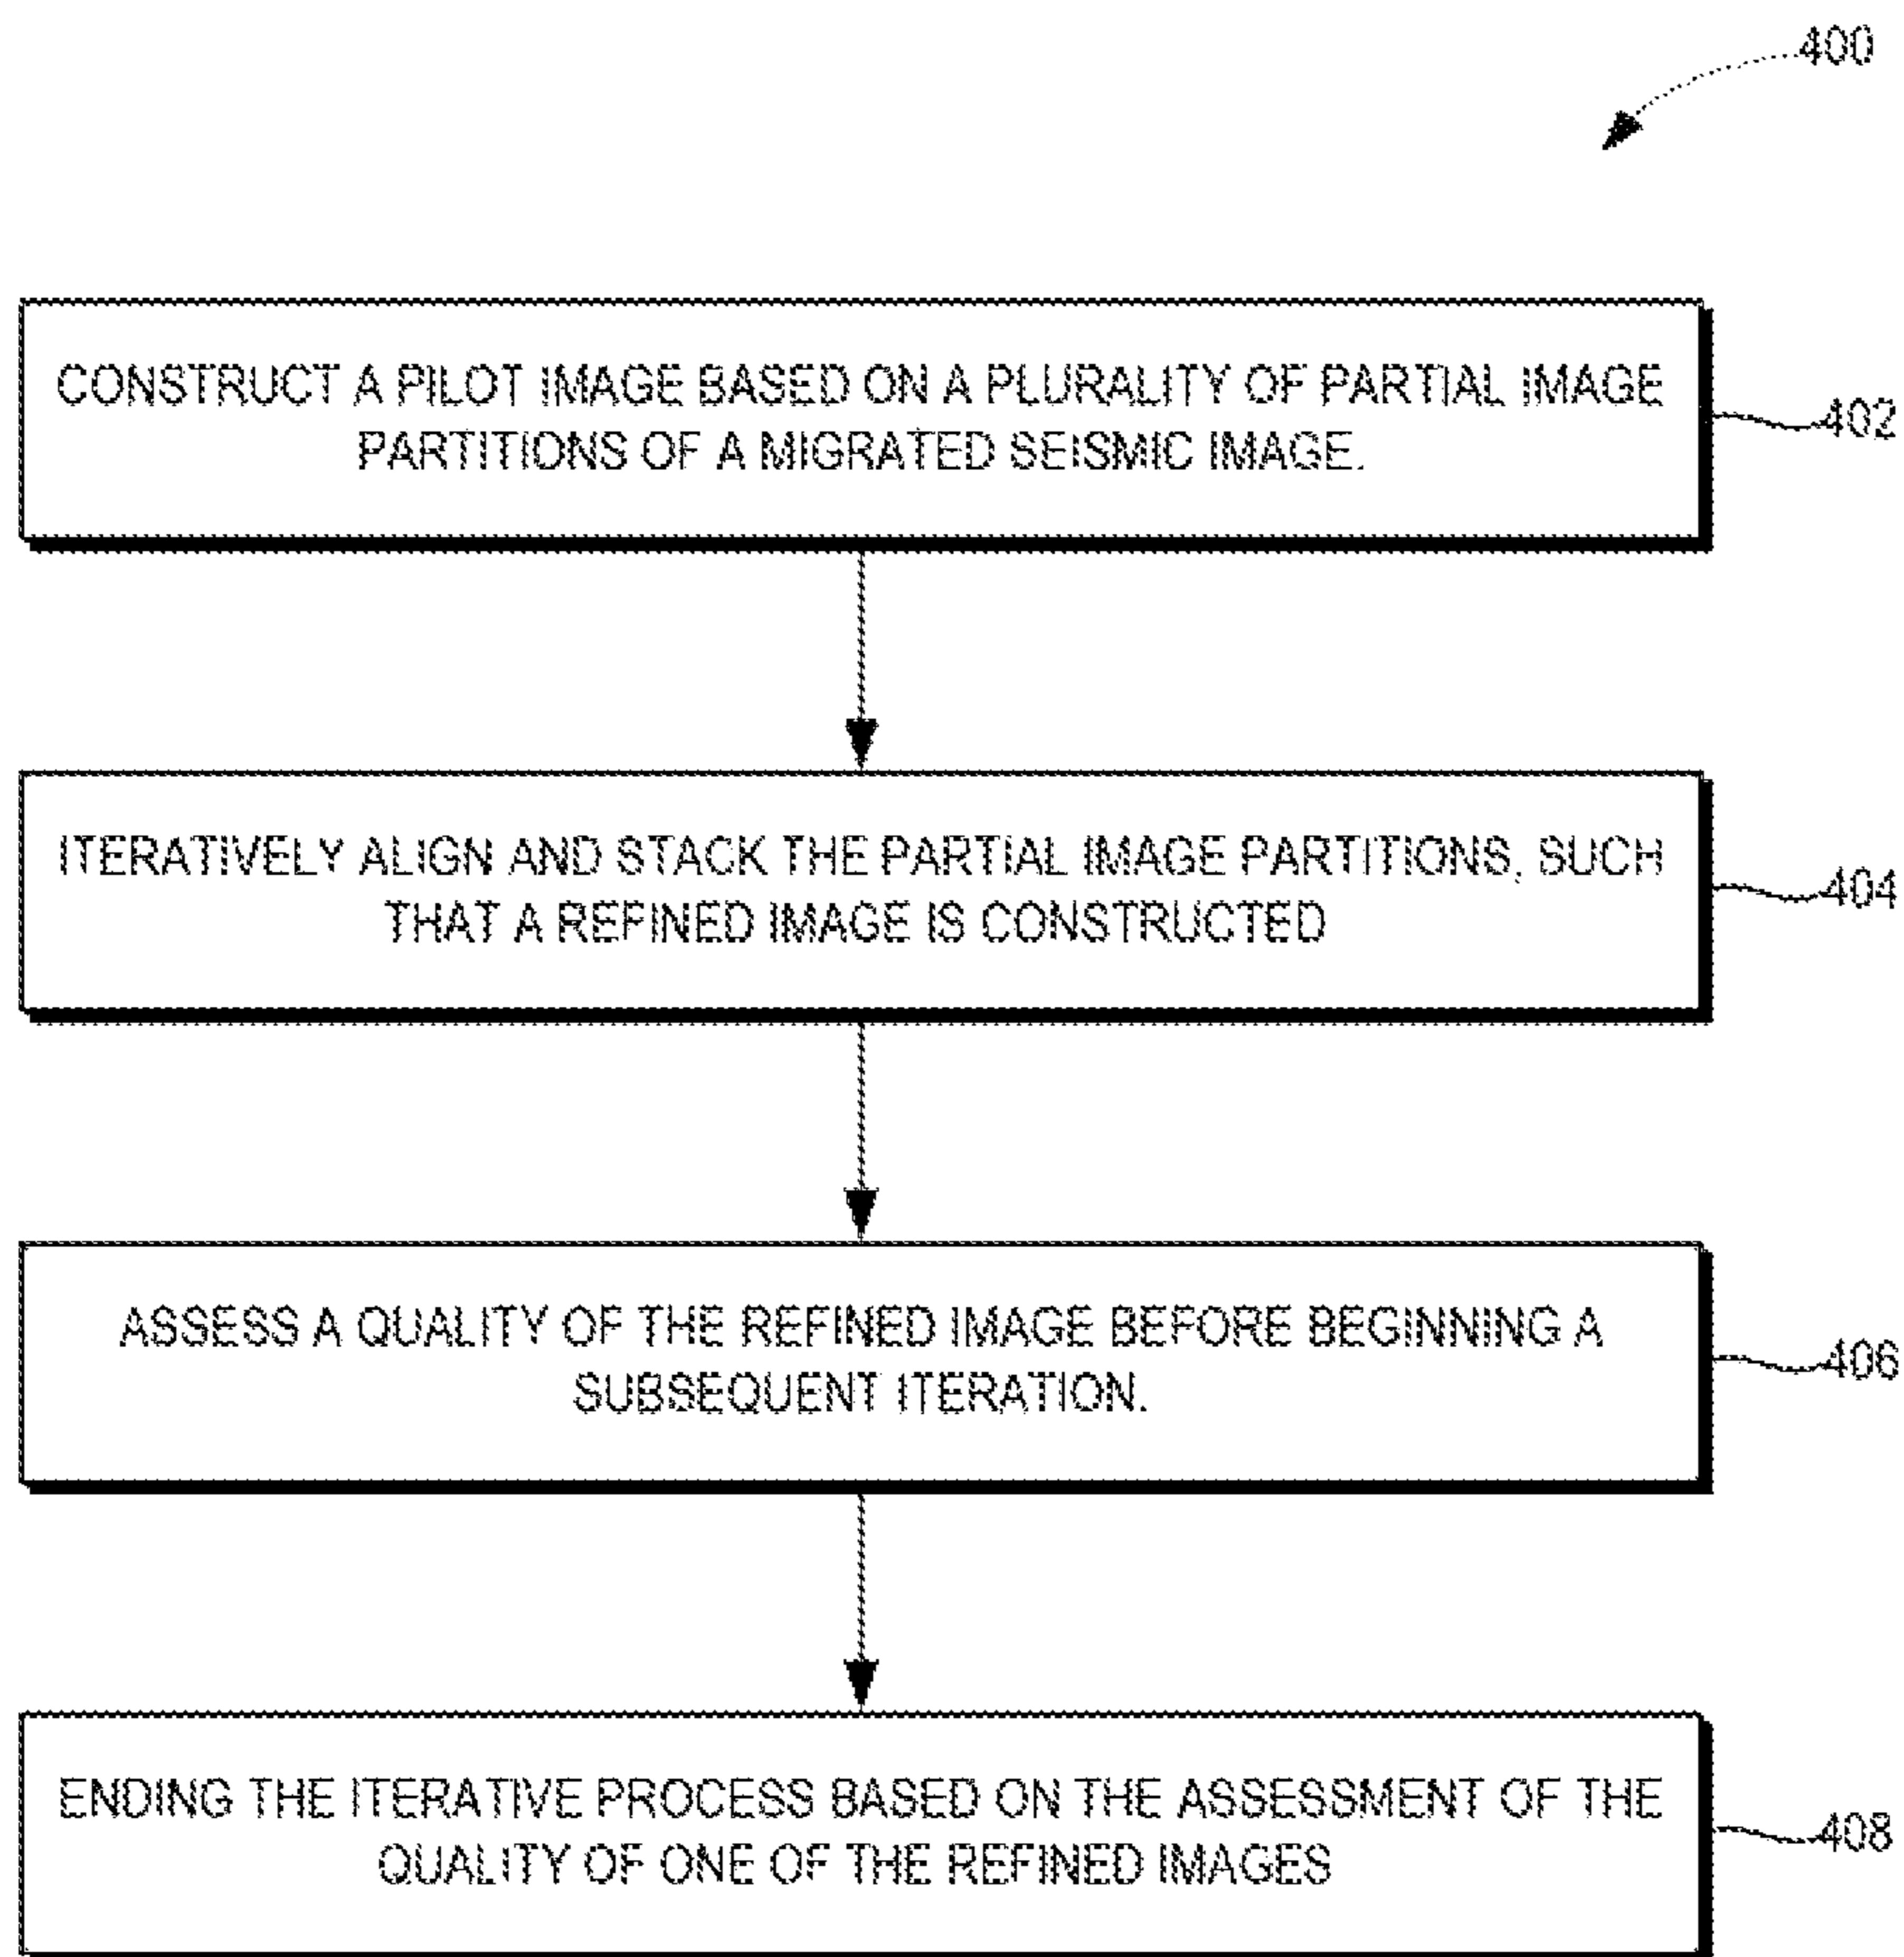 400
CONSTRUCT A PILOT IMAGE BASED ON A PLURALITY OF PARTIAL IMAGE
PARTITIONS OF A MIGRATED SEISMIC IMAGE.
402
ITERATIVELY ALIGN AND STACK THE PARTIAL IMAGE PARTITIONS, SUCH
THAT A REFINED IMAGE IS CONSTRUCTED
404
ASSESS A QUALITY OF THE REFINED IMAGE BEFORE BEGINNING A
SUBSEQUENT ITERATION.
406
ENDING THE ITERATIVE PROCESS BASED ON THE ASSESSMENT OF THE
QUALITY OF ONE OF THE REFINED IMAGES
408